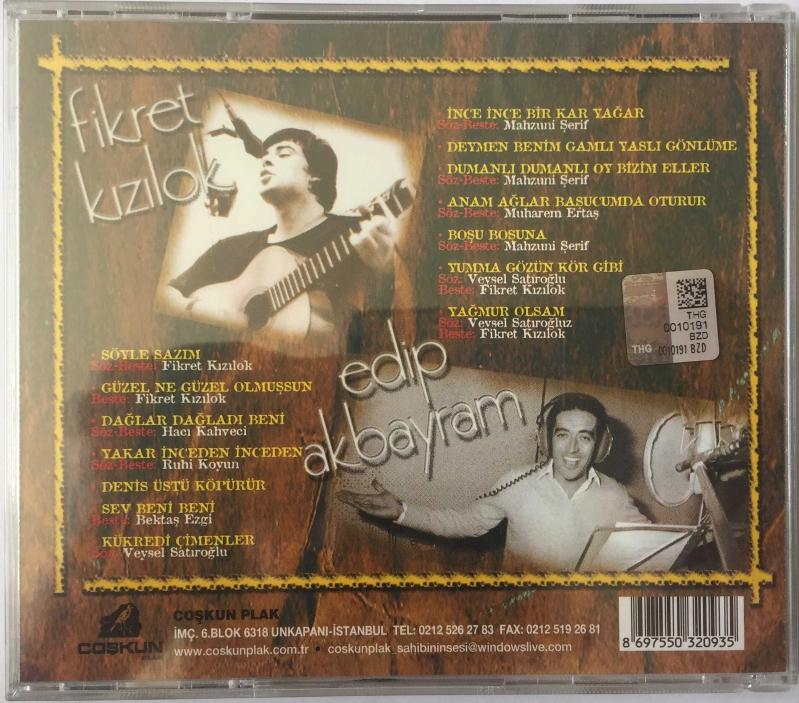 fikret
kızılok
· İNCE İNCE BİR KAR YAĞAR
Söz-Beste: Mahzuni Şerif
· DEYMEN BENİM GAMLI YASLI GÖNLÜME
· DUMANLI DUMANLI OY BİZİM ELLER
Söz-Beste: Mahzuni Şerif
· ANAM AĞLAR BAŞUCUMDA OTURUR
Söz-Beste: Muharem Ertaş
· BOŞU BOŞUNA
Söz-Beste: Mahzuni Şerif
· YUMMA GÖZÜN KÖR GİBİ
Söz: Veysel Satıroğlu
Beste: Fikret Kızılok
· YAĞMUR OLSAM
Söz: Veysel Satıroğluz
Beste: Fikret Kızılok
THG
0010191
BZD
THG 0010191 BZD
edip
akbayram
· SÖYLE SAZIM
Söz-Beste: Fikret Kızılok
· GÜZEL NE GÜZEL OLMUŞSUN
Beste: Fikret Kızılok
· DAĞLAR DAĞLADI BENİ
Söz-Beste: Hacı Kahveci
· YAKAR İNCEDEN İNCEDEN
Söz-Beste: Ruhi Koyun
· DENİS ÜSTÜ KÖPÜRÜR
· SEV BENİ BENİ
Beste: Bektaş Ezgi
· KÜKREDİ ÇİMENLER
Söz: Veysel Satıroğlu
COŞKUN
PLAK
COŞKUN PLAK
İMÇ. 6.BLOK 6318 UNKAPANI-İSTANBUL TEL: 0212 526 27 83 FAX: 0212 519 26 81
www.coskunplak.com.tr • coskunplak_sahibininsesi@windowslive.com
8 697550 320935